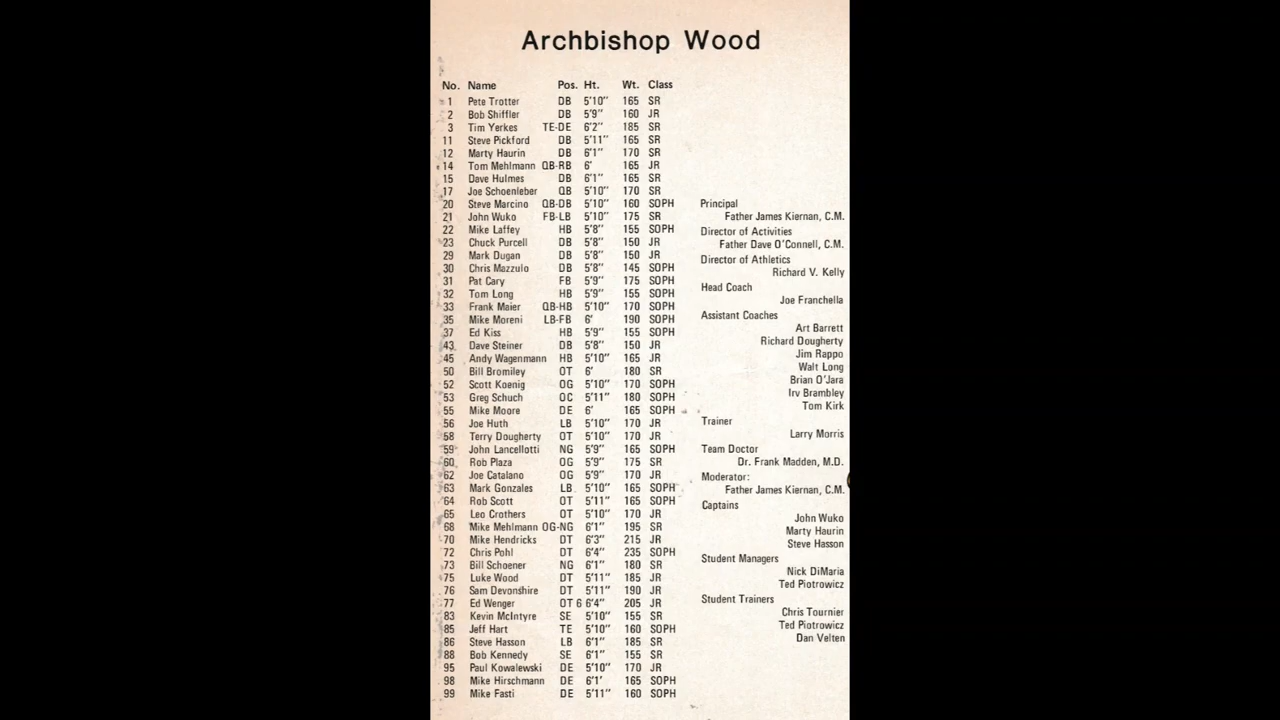 Archbishop Wood
No. Name Pos. Ht. Wt. Class
1 Pete Trotter DB 5'10" 165 SR
2 Bob Shiffler DB 5'9" 160 JR
3 Tim Yerkes TE-DE 6'2" 185 SR
11 Steve Pickford DB 5'11" 165 SR
12 Marty Haurin DB 6'1" 170 SR
14 Tom Mehlmann QB-RB 6' 165 JR
15 Dave Hulmes DB 6'1" 165 SR
17 Joe Schoenleber QB 5'10" 170 SR
20 Steve Marcino QB-DB 5'10" 160 SOPH
21 John Wuko FB-LB 5'10" 175 SR
22 Mike Laffey HB 5'8" 155 SOPH
23 Chuck Purcell DB 5'8" 150 JR
29 Mark Dugan DB 5'8" 150 JR
30 Chris Mazzulo DB 5'8" 145 SOPH
31 Pat Cary FB 5'9" 175 SOPH
32 Tom Long HB 5'9" 155 SOPH
33 Frank Maier QB-HB 5'10" 170 SOPH
35 Mike Moreni LB-FB 6' 190 SOPH
37 Ed Kiss HB 5'9" 155 SOPH
43 Dave Steiner DB 5'8" 150 JR
45 Andy Wagenmann HB 5'10" 165 JR
50 Bill Bromiley OT 6' 180 SR
52 Scott Koenig OG 5'10" 170 SOPH
53 Greg Schuch OC 5'11" 180 SOPH
55 Mike Moore DE 6' 165 SOPH
56 Joe Huth LB 5'10" 170 JR
58 Terry Dougherty OT 5'10" 170 JR
59 John Lancellotti NG 5'9" 165 SOPH
60 Rob Plaza OG 5'9" 175 SR
62 Joe Catalano OG 5'9" 170 JR
63 Mark Gonzales LB 5'10" 165 SOPH
64 Rob Scott OT 5'11" 165 SOPH
65 Leo Crothers OT 5'10" 170 JR
68 Mike Mehlmann OG-NG 6'1" 195 SR
70 Mike Hendricks DT 6'3" 215 JR
72 Chris Pohl DT 6'4" 235 SOPH
73 Bill Schoener NG 6'1" 180 SR
75 Luke Wood DT 5'11" 185 JR
76 Sam Devonshire DT 5'11" 190 JR
77 Ed Wenger OT 6 6'4" 205 JR
83 Kevin McIntyre SE 5'10" 155 SR
85 Jeff Hart TE 5'10" 160 SOPH
86 Steve Hasson LB 6'1" 185 SR
88 Bob Kennedy SE 6'1" 155 SR
95 Paul Kowalewski DE 5'10" 170 JR
98 Mike Hirschmann DE 6'1' 165 SOPH
99 Mike Fasti DE 5'11" 160 SOPH
Principal
Father James Kiernan, C.M.
Director of Activities
Father Dave O'Connell, C.M.
Director of Athletics
Richard V. Kelly
Head Coach
Joe Franchella
Assistant Coaches
Art Barrett
Richard Dougherty
Jim Rappo
Walt Long
Brian O'Jara
Irv Brambley
Tom Kirk
Trainer
Larry Morris
Team Doctor
Dr. Frank Madden, M.D.
Moderator:
Father James Kiernan, C.M.
Captains
John Wuko
Marty Haurin
Steve Hasson
Student Managers
Nick DiMaria
Ted Piotrowicz
Student Trainers
Chris Tournier
Ted Piotrowicz
Dan Velten